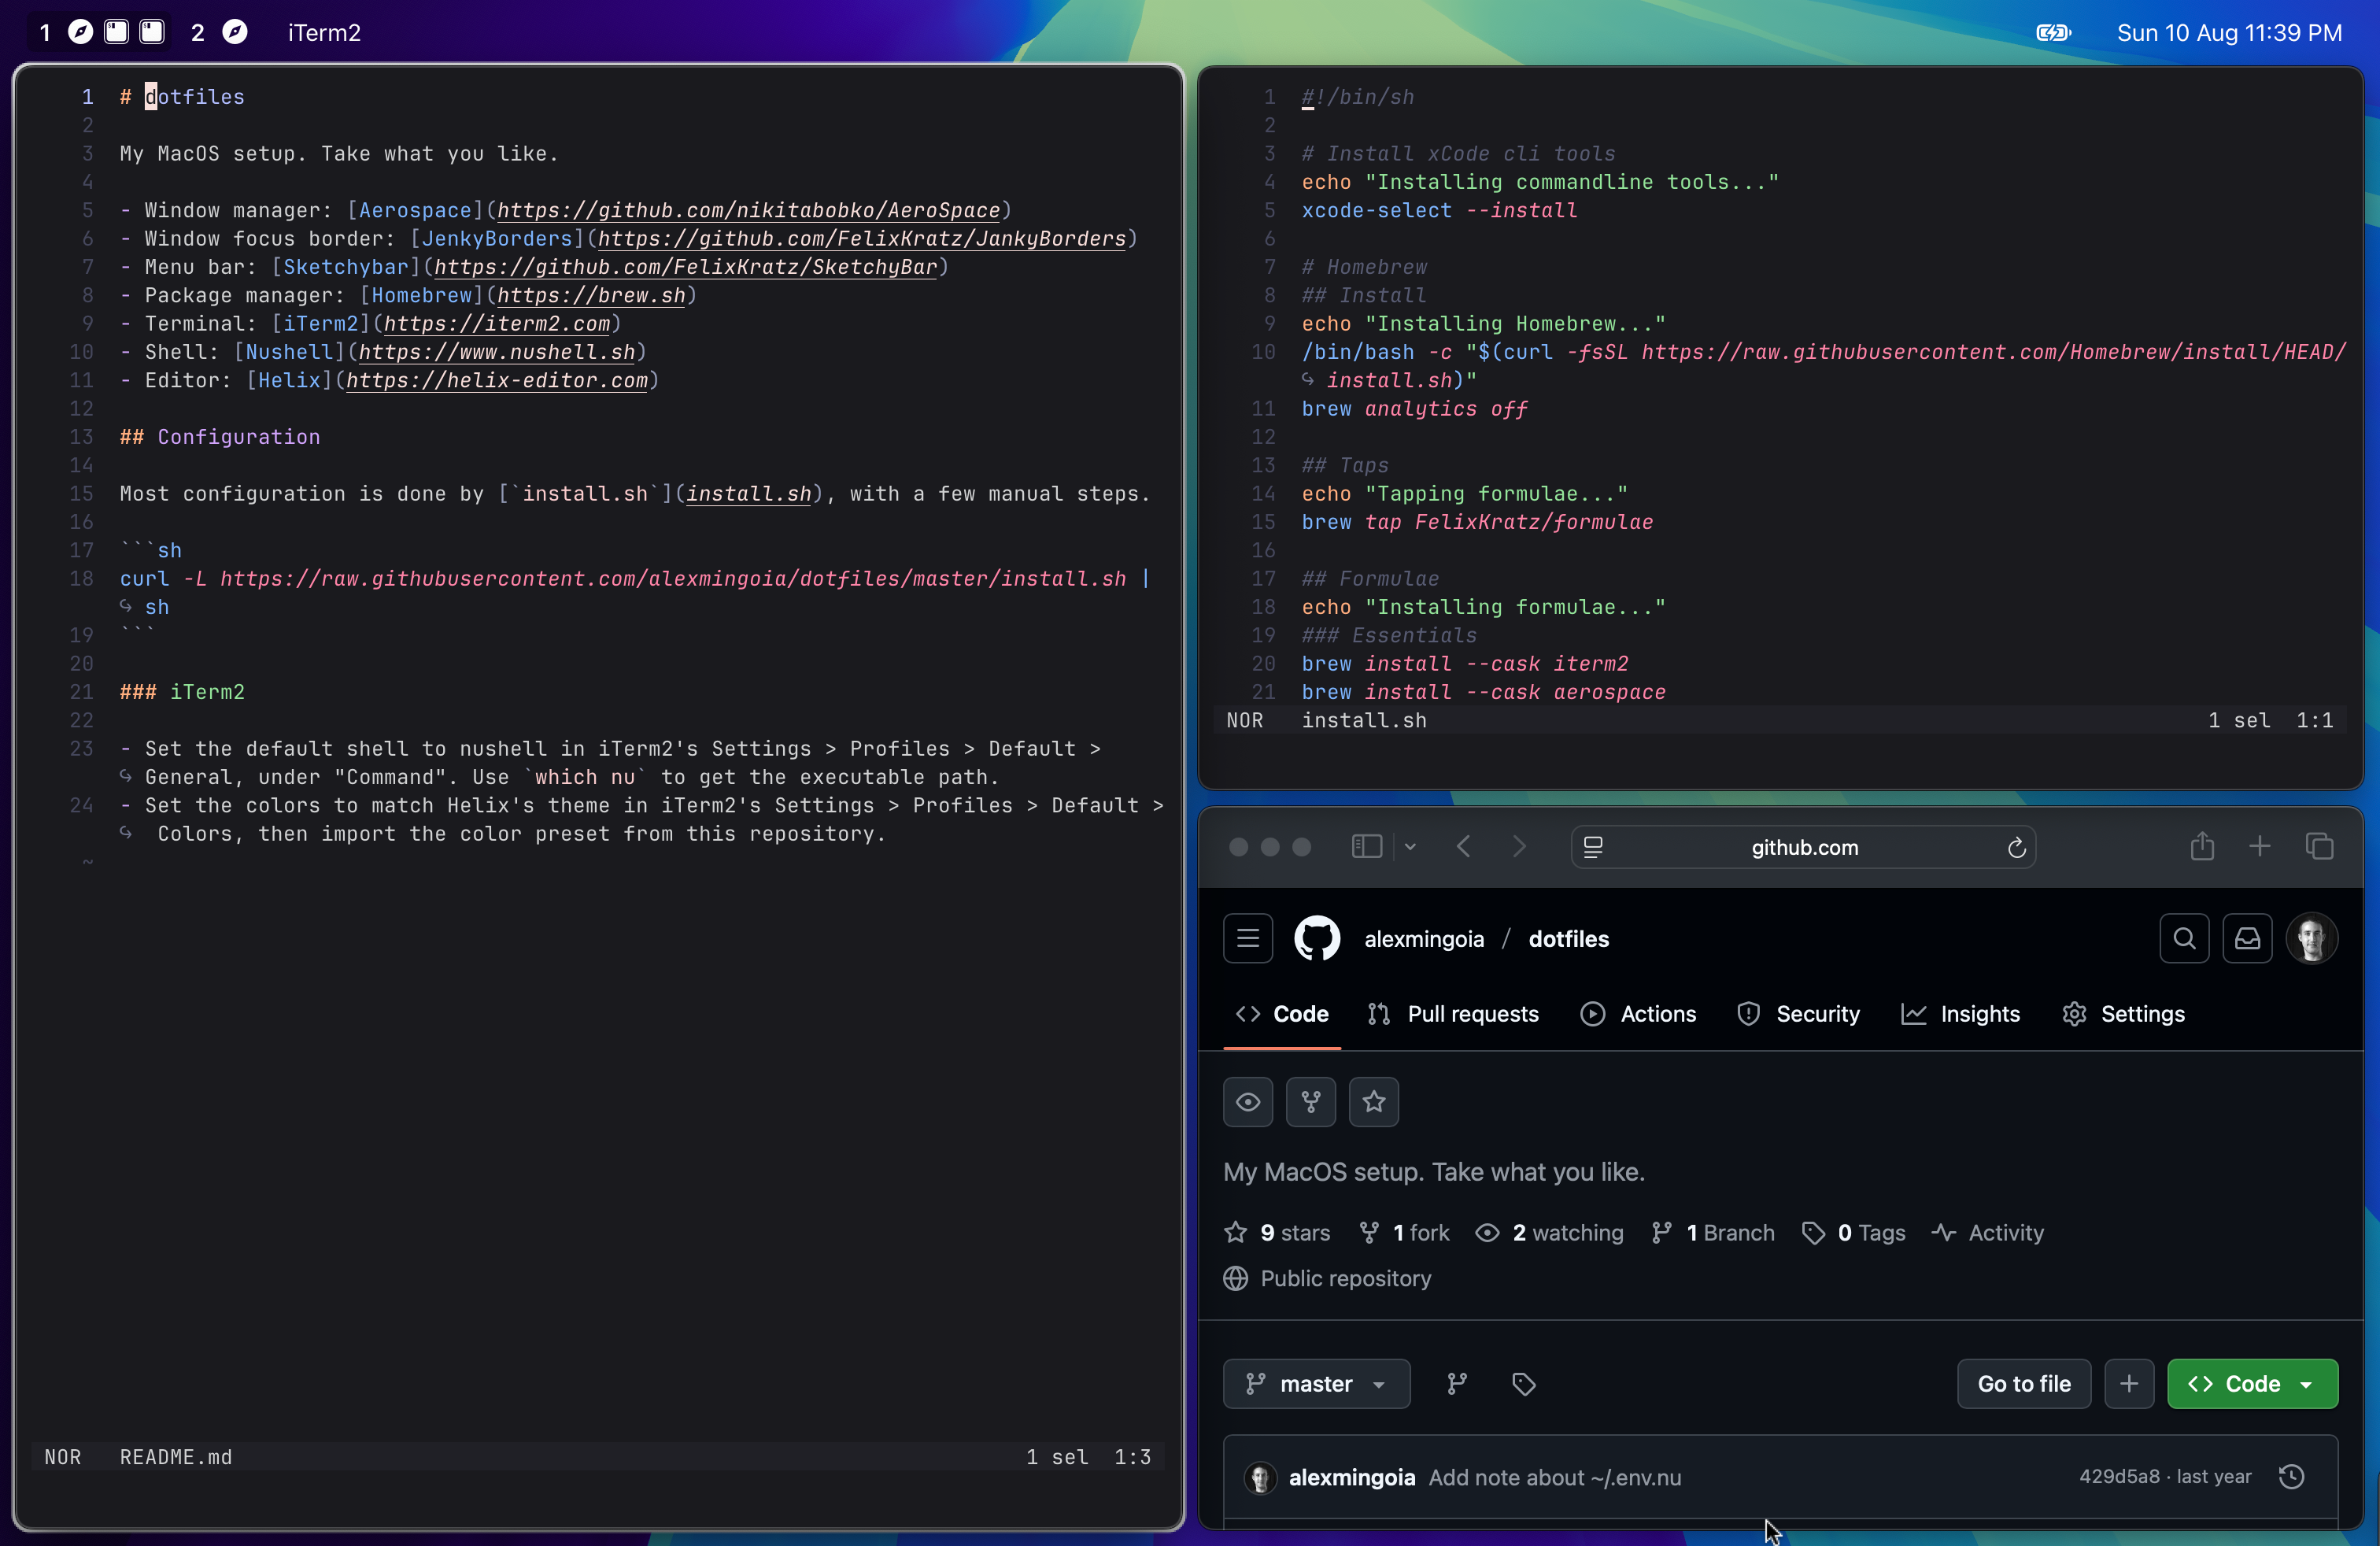 1 2 iTerm2 Sun 10 Aug 11:39 PM
1 # dotfiles
2
3 My MacOS setup. Take what you like.
4
5 - Window manager: [Aerospace](https://github.com/nikitabobko/AeroSpace)
6 - Window focus border: [JenkyBorders](https://github.com/FelixKratz/JankyBorders)
7 - Menu bar: [Sketchybar](https://github.com/FelixKratz/SketchyBar)
8 - Package manager: [Homebrew](https://brew.sh)
9 - Terminal: [iTerm2](https://iterm2.com)
10 - Shell: [Nushell](https://www.nushell.sh)
11 - Editor: [Helix](https://helix-editor.com)
12
13 ## Configuration
14
15 Most configuration is done by [`install.sh`](install.sh), with a few manual steps.
16
17 ```sh
18 curl -L https://raw.githubusercontent.com/alexmingoia/dotfiles/master/install.sh |
↪ sh
19 ```
20
21 ### iTerm2
22
23 - Set the default shell to nushell in iTerm2's Settings > Profiles > Default >
↪ General, under "Command". Use `which nu` to get the executable path.
24 - Set the colors to match Helix's theme in iTerm2's Settings > Profiles > Default >
↪ Colors, then import the color preset from this repository.
~
NOR README.md 1 sel 1:3
1 #!/bin/sh
2
3 # Install xCode cli tools
4 echo "Installing commandline tools..."
5 xcode-select --install
6
7 # Homebrew
8 ## Install
9 echo "Installing Homebrew..."
10 /bin/bash -c "$(curl -fsSL https://raw.githubusercontent.com/Homebrew/install/HEAD/
↪ install.sh)"
11 brew analytics off
12
13 ## Taps
14 echo "Tapping formulae..."
15 brew tap FelixKratz/formulae
16
17 ## Formulae
18 echo "Installing formulae..."
19 ### Essentials
20 brew install --cask iterm2
21 brew install --cask aerospace
NOR install.sh 1 sel 1:1
github.com
alexmingoia / dotfiles
Code Pull requests Actions Security Insights Settings
My MacOS setup. Take what you like.
9 stars 1 fork 2 watching 1 Branch 0 Tags Activity
Public repository
master Go to file Code
alexmingoia Add note about ~/.env.nu 429d5a8 · last year